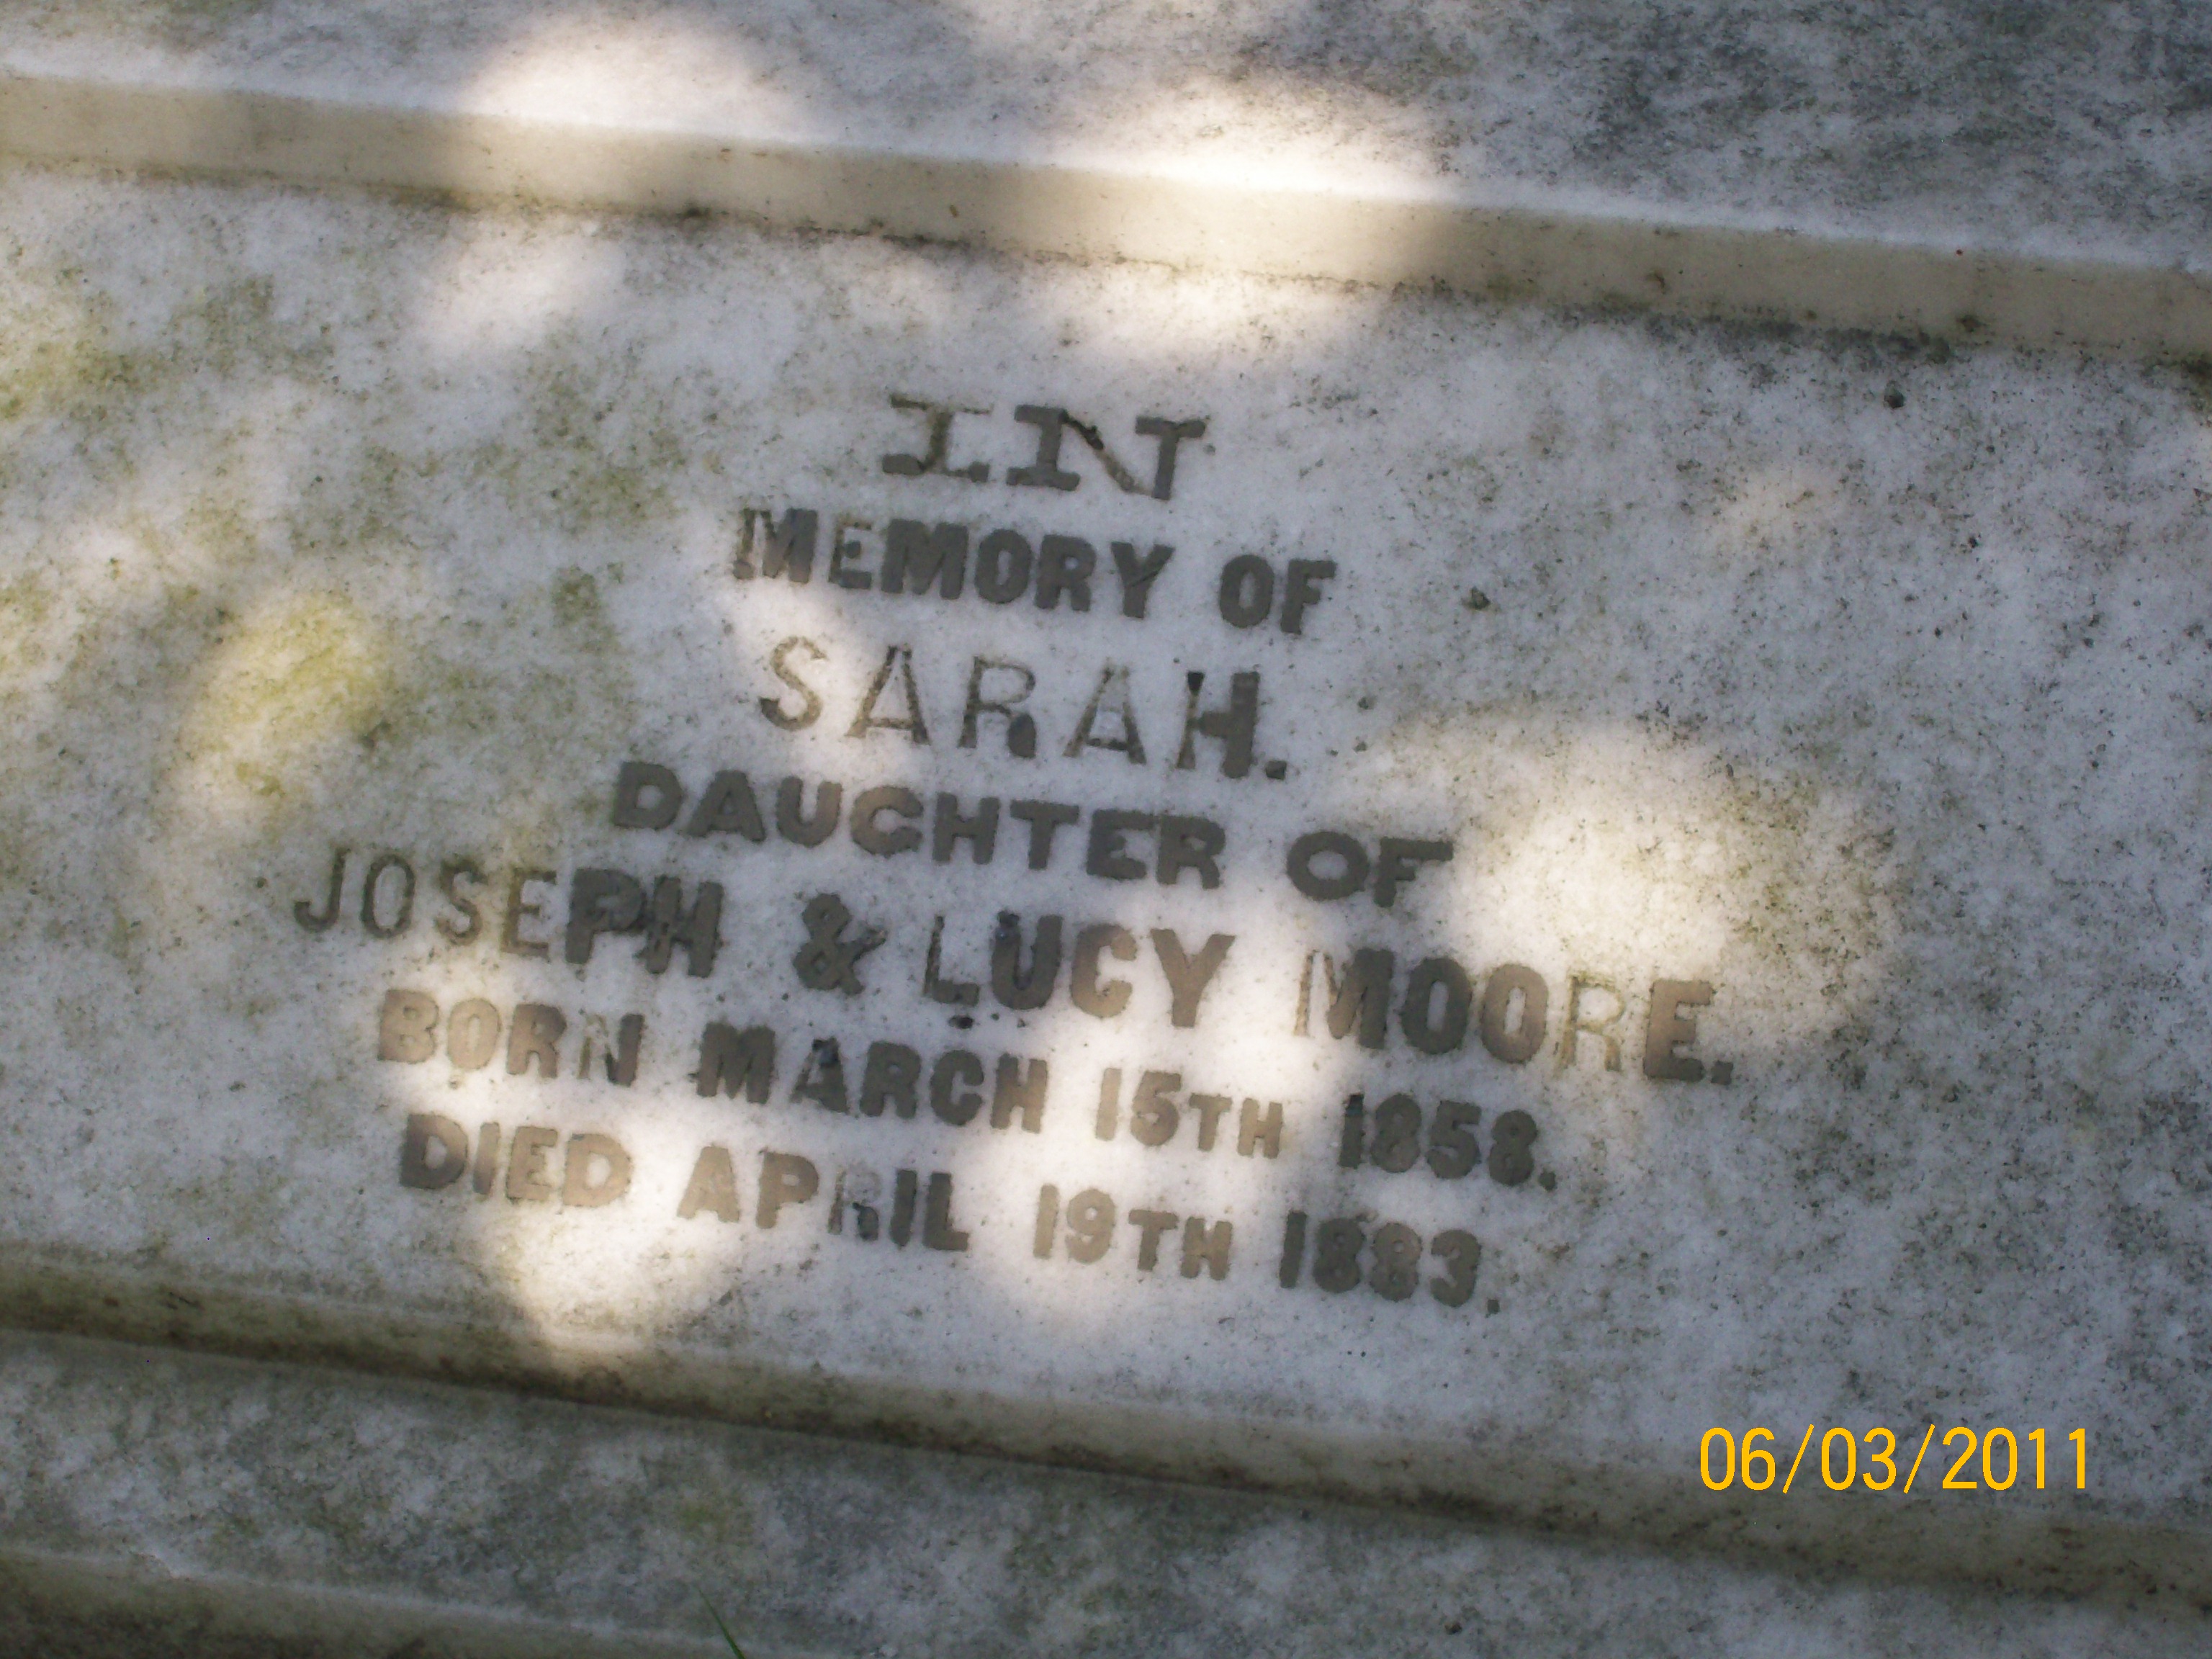 IN
MEMORY OF
SARAH.
DAUGHTER OF
JOSEPH & LUCY MOORE.
BORN MARCH 15TH 1858.
DIED APRIL 19TH 1883.
06/03/2011